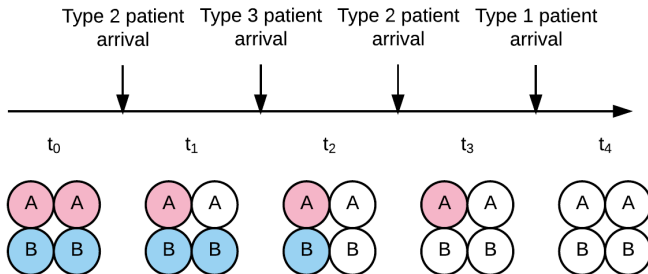 Type 2 patient arrival
Type 3 patient arrival
Type 2 patient arrival
Type 1 patient arrival
t0
t1
t2
t3
t4
A A
A A
A A
A A
A A
B B
B B
B B
B B
B B